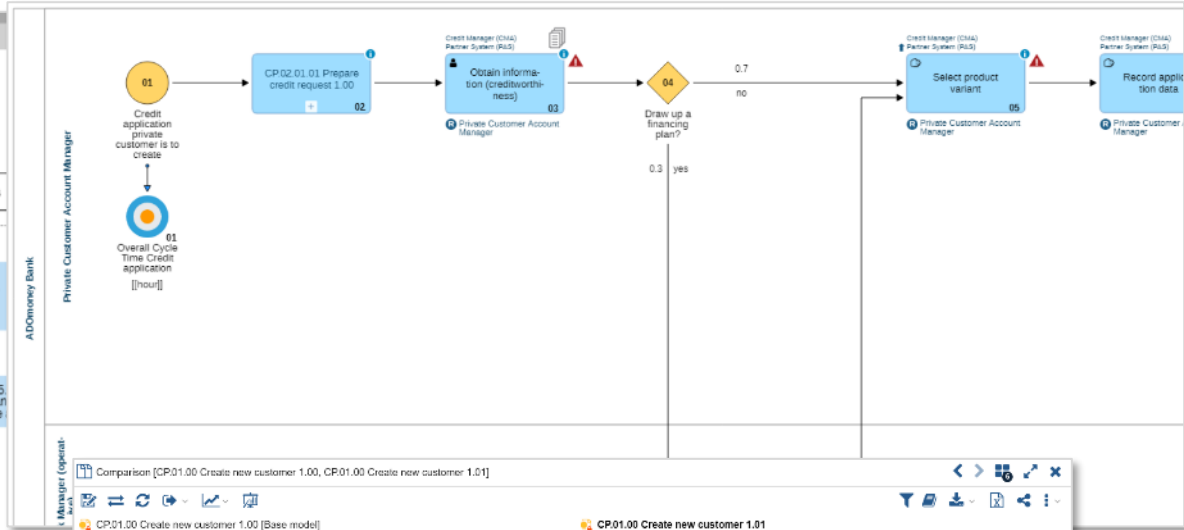 ADOmoney Bank
Private Customer Account Manager
01
Credit
application
private
customer is to
create
01
Overall Cycle
Time Credit
application
[[hour]]
CP.02.01.01 Prepare
credit request 1.00
02
Credit Manager (CMA)
Partner System (PAS)
Obtain informa-
tion (creditworthi-
ness)
03
R Private Customer Account
Manager
04
Draw up a
financing
plan?
0.7
no
0.3 yes
Credit Manager (CMA)
Partner System (PAS)
Select product
variant
05
R Private Customer Account
Manager
Credit Manager (CMA)
Partner System (PAS)
Record applic
tion data
R Private Customer
Manager
Manager (operat-
Comparison [CP.01.00 Create new customer 1.00, CP.01.00 Create new customer 1.01]
CP.01.00 Create new customer 1.00 [Base model]
CP.01.00 Create new customer 1.01